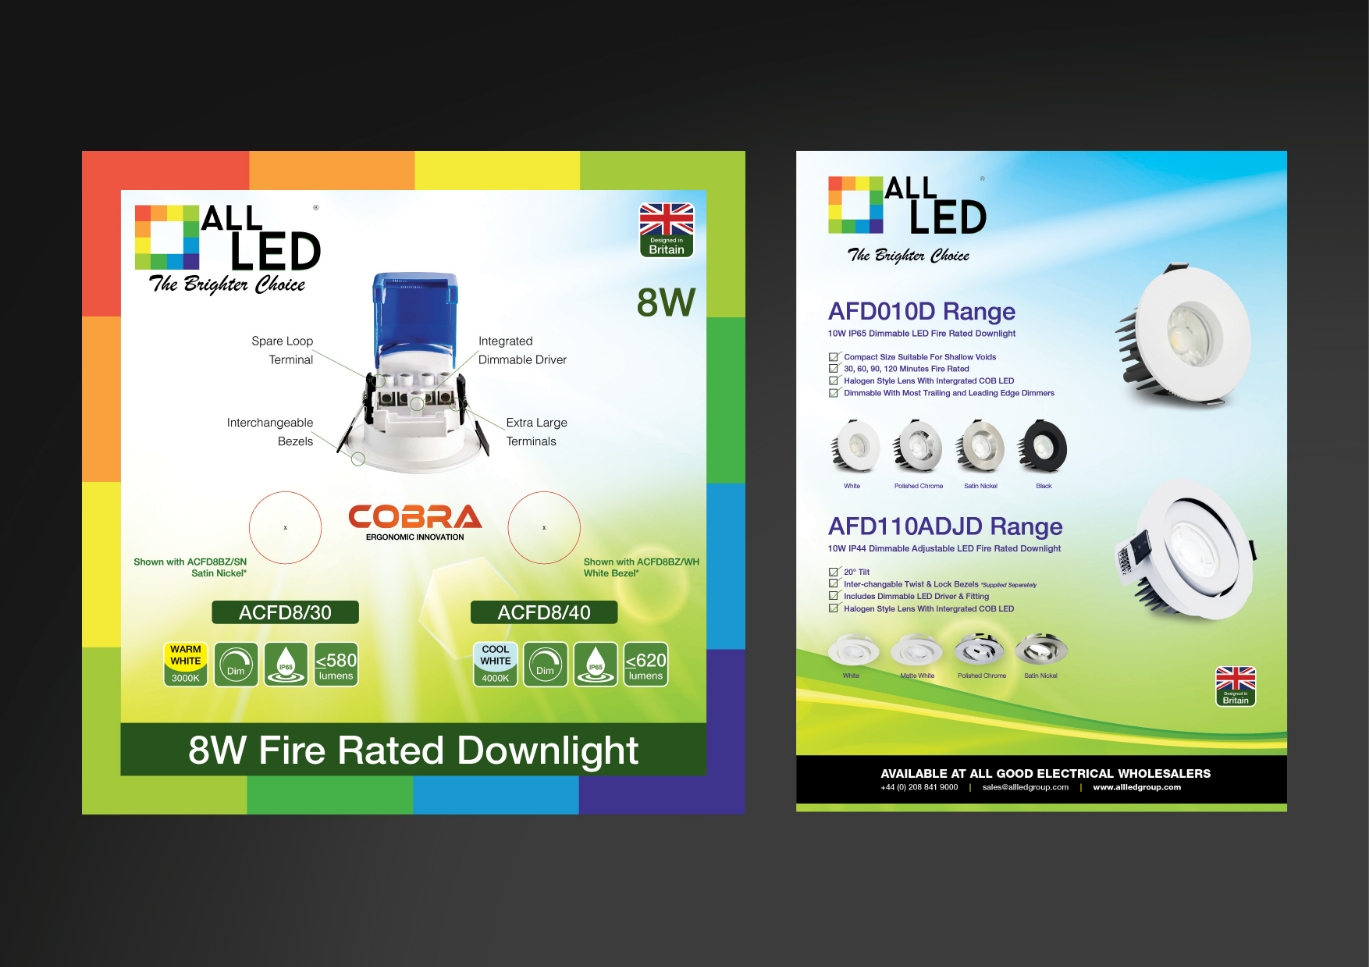 ALL
LED
®
The Brighter Choice
Designed in
Britain
8W
Spare Loop
Terminal
Integrated
Dimmable Driver
Interchangeable
Bezels
Extra Large
Terminals
x
COBRA
ERGONOMIC INNOVATION
x
Shown with ACFD8BZ/SN
Satin Nickel*
Shown with ACFD8BZ/WH
White Bezel*
ACFD8/30
ACFD8/40
WARM
WHITE
3000K
Dim
IP65
≤580
lumens
COOL
WHITE
4000K
Dim
IP65
≤620
lumens
8W Fire Rated Downlight
ALL
LED
®
The Brighter Choice
AFD010D Range
10W IP65 Dimmable LED Fire Rated Downlight
Compact Size Suitable For Shallow Voids
30, 60, 90, 120 Minutes Fire Rated
Halogen Style Lens With Intergrated COB LED
Dimmable With Most Trailing and Leading Edge Dimmers
White Polished Chrome Satin Nickel Black
AFD110ADJD Range
10W IP44 Dimmable Adjustable LED Fire Rated Downlight
20° Tilt
Inter-changable Twist & Lock Bezels *Supplied Separately
Includes Dimmable LED Driver & Fitting
Halogen Style Lens With Intergrated COB LED
White Matte White Polished Chrome Satin Nickel
Designed in
Britain
AVAILABLE AT ALL GOOD ELECTRICAL WHOLESALERS
+44 (0) 208 841 9000 | sales@allledgroup.com | www.allledgroup.com